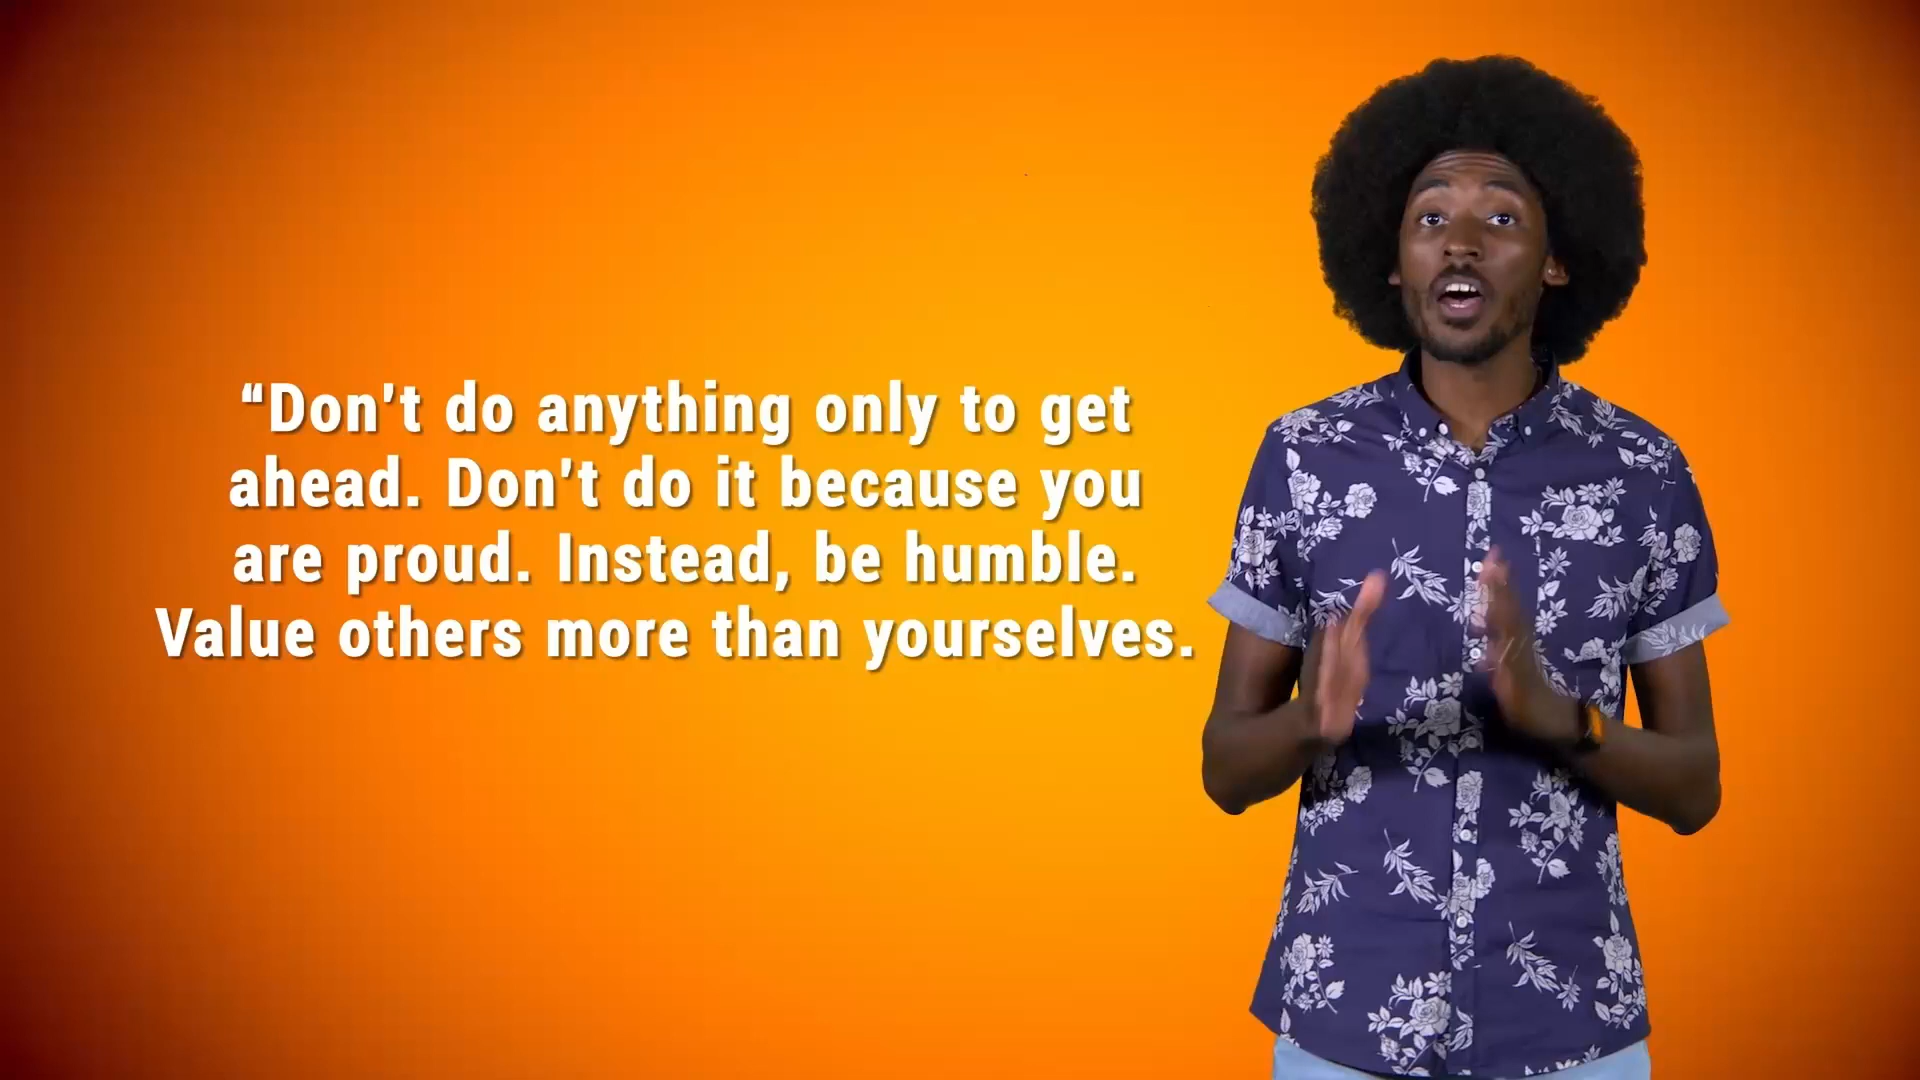 “Don't do anything only to get
ahead. Don't do it because you
are proud. Instead, be humble.
Value others more than yourselves.